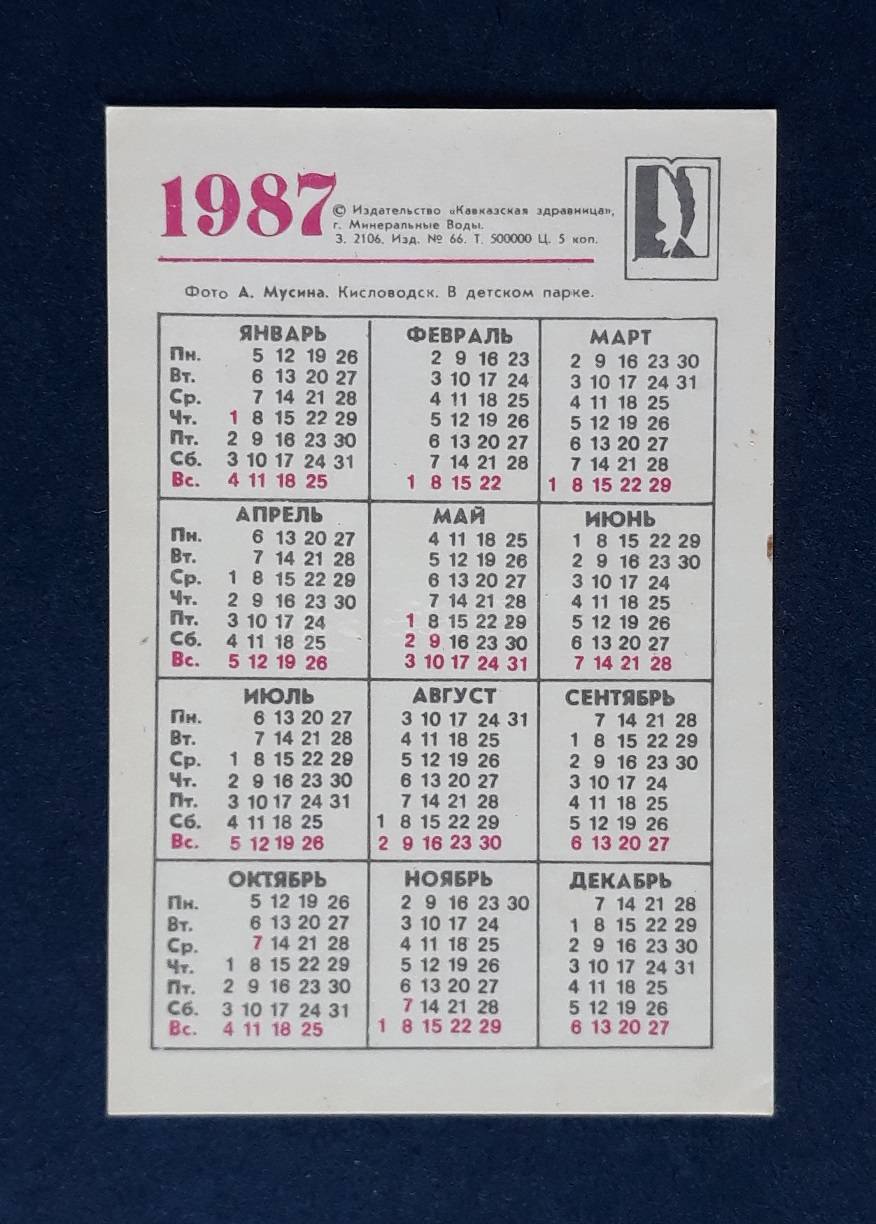 1987
© Издательство «Кавказская здравница»,
г. Минеральные Воды.
З. 2106. Изд. № 66. Т. 500000 Ц. 5 коп.
Фото А. Мусина. Кисловодск. В детском парке.
ЯНВАРЬ ФЕВРАЛЬ МАРТ
Пн. 5 12 19 26 2 9 16 23 2 9 16 23 30
Вт. 6 13 20 27 3 10 17 24 3 10 17 24 31
Ср. 7 14 21 28 4 11 18 25 4 11 18 25
Чт. 1 8 15 22 29 5 12 19 26 5 12 19 26
Пт. 2 9 16 23 30 6 13 20 27 6 13 20 27
Сб. 3 10 17 24 31 7 14 21 28 7 14 21 28
Вс. 4 11 18 25 1 8 15 22 1 8 15 22 29
АПРЕЛЬ МАЙ ИЮНЬ
Пн. 6 13 20 27 4 11 18 25 1 8 15 22 29
Вт. 7 14 21 28 5 12 19 26 2 9 16 23 30
Ср. 1 8 15 22 29 6 13 20 27 3 10 17 24
Чт. 2 9 16 23 30 7 14 21 28 4 11 18 25
Пт. 3 10 17 24 1 8 15 22 29 5 12 19 26
Сб. 4 11 18 25 2 9 16 23 30 6 13 20 27
Вс. 5 12 19 26 3 10 17 24 31 7 14 21 28
ИЮЛЬ АВГУСТ СЕНТЯБРЬ
Пн. 6 13 20 27 3 10 17 24 31 7 14 21 28
Вт. 7 14 21 28 4 11 18 25 1 8 15 22 29
Ср. 1 8 15 22 29 5 12 19 26 2 9 16 23 30
Чт. 2 9 16 23 30 6 13 20 27 3 10 17 24
Пт. 3 10 17 24 31 7 14 21 28 4 11 18 25
Сб. 4 11 18 25 1 8 15 22 29 5 12 19 26
Вс. 5 12 19 26 2 9 16 23 30 6 13 20 27
ОКТЯБРЬ НОЯБРЬ ДЕКАБРЬ
Пн. 5 12 19 26 2 9 16 23 30 7 14 21 28
Вт. 6 13 20 27 3 10 17 24 1 8 15 22 29
Ср. 7 14 21 28 4 11 18 25 2 9 16 23 30
Чт. 1 8 15 22 29 5 12 19 26 3 10 17 24 31
Пт. 2 9 16 23 30 6 13 20 27 4 11 18 25
Сб. 3 10 17 24 31 7 14 21 28 5 12 19 26
Вс. 4 11 18 25 1 8 15 22 29 6 13 20 27